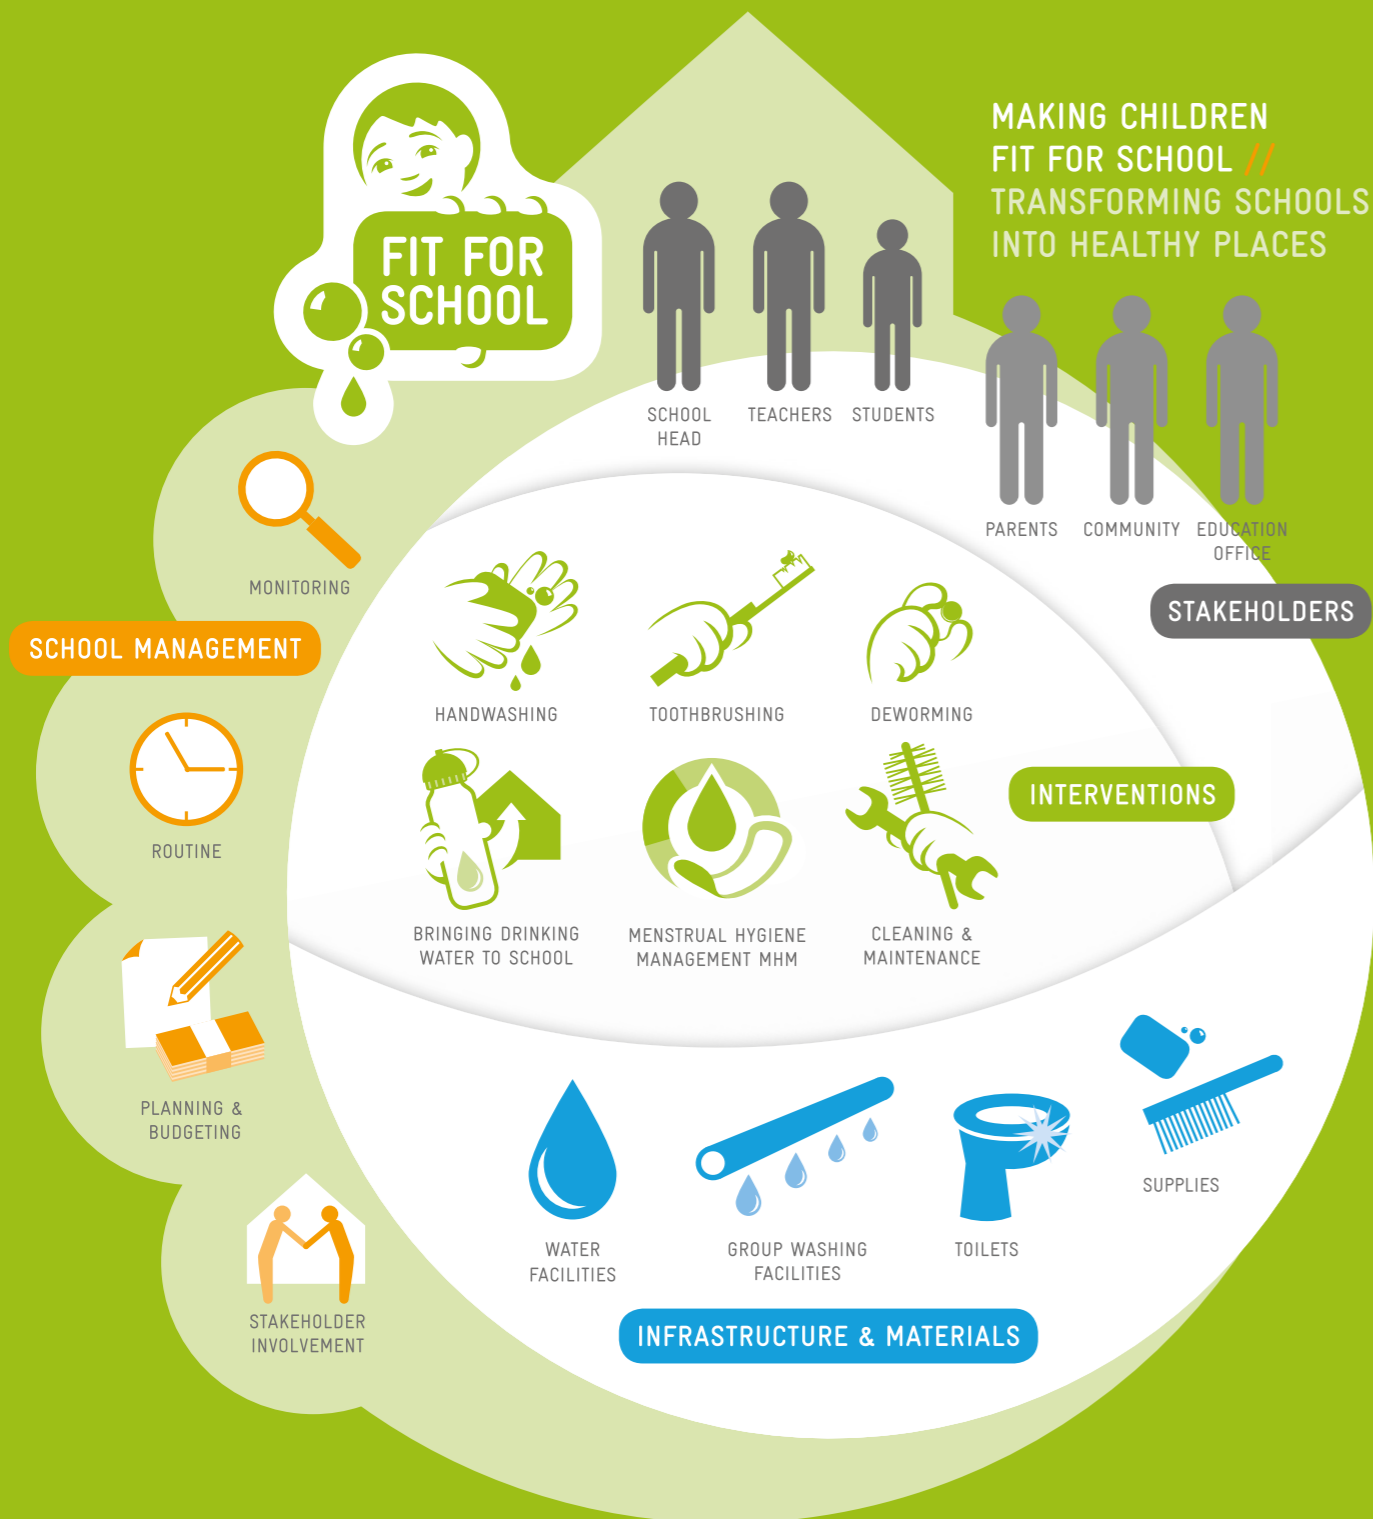 MAKING CHILDREN
FIT FOR SCHOOL //
TRANSFORMING SCHOOLS
INTO HEALTHY PLACES
FIT FOR
SCHOOL
SCHOOL
HEAD
TEACHERS
STUDENTS
PARENTS
COMMUNITY
EDUCATION
OFFICE
STAKEHOLDERS
MONITORING
SCHOOL MANAGEMENT
ROUTINE
PLANNING &
BUDGETING
STAKEHOLDER
INVOLVEMENT
HANDWASHING
TOOTHBRUSHING
DEWORMING
INTERVENTIONS
BRINGING DRINKING
WATER TO SCHOOL
MENSTRUAL HYGIENE
MANAGEMENT MHM
CLEANING &
MAINTENANCE
WATER
FACILITIES
GROUP WASHING
FACILITIES
TOILETS
SUPPLIES
INFRASTRUCTURE & MATERIALS